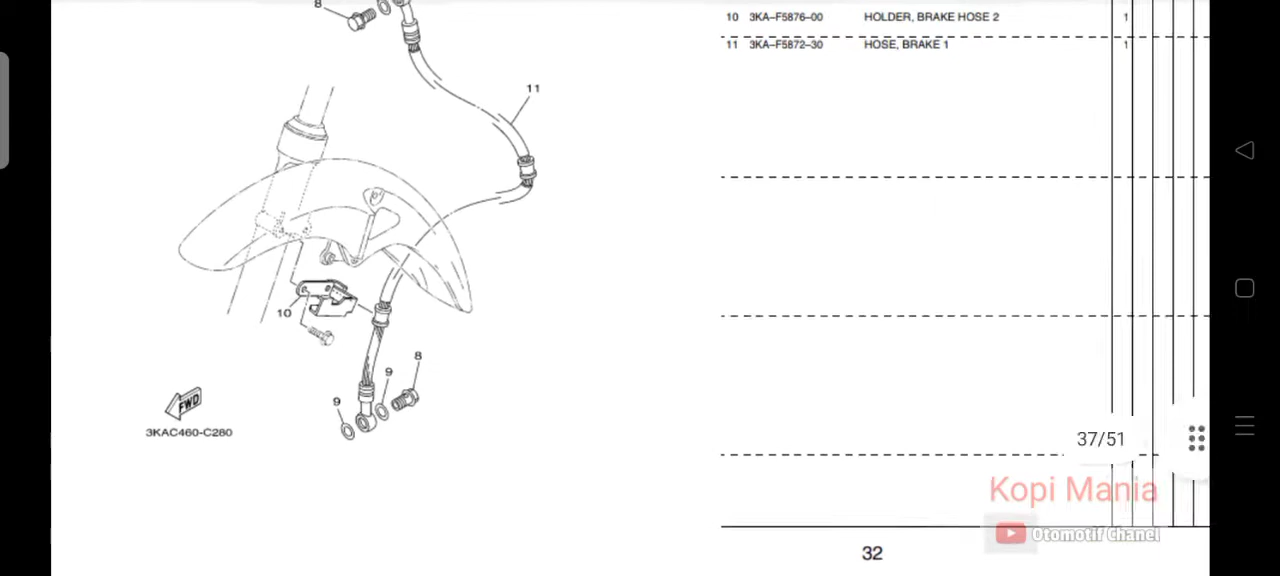 8
10 3KA–F5876–00 HOLDER, BRAKE HOSE 2 1
11 3KA–F5872–30 HOSE, BRAKE 1 1
11
10
8
9
9
FWD
3KAC460-C280
37/51
Kopi Mania
Otomotif Chanel
32